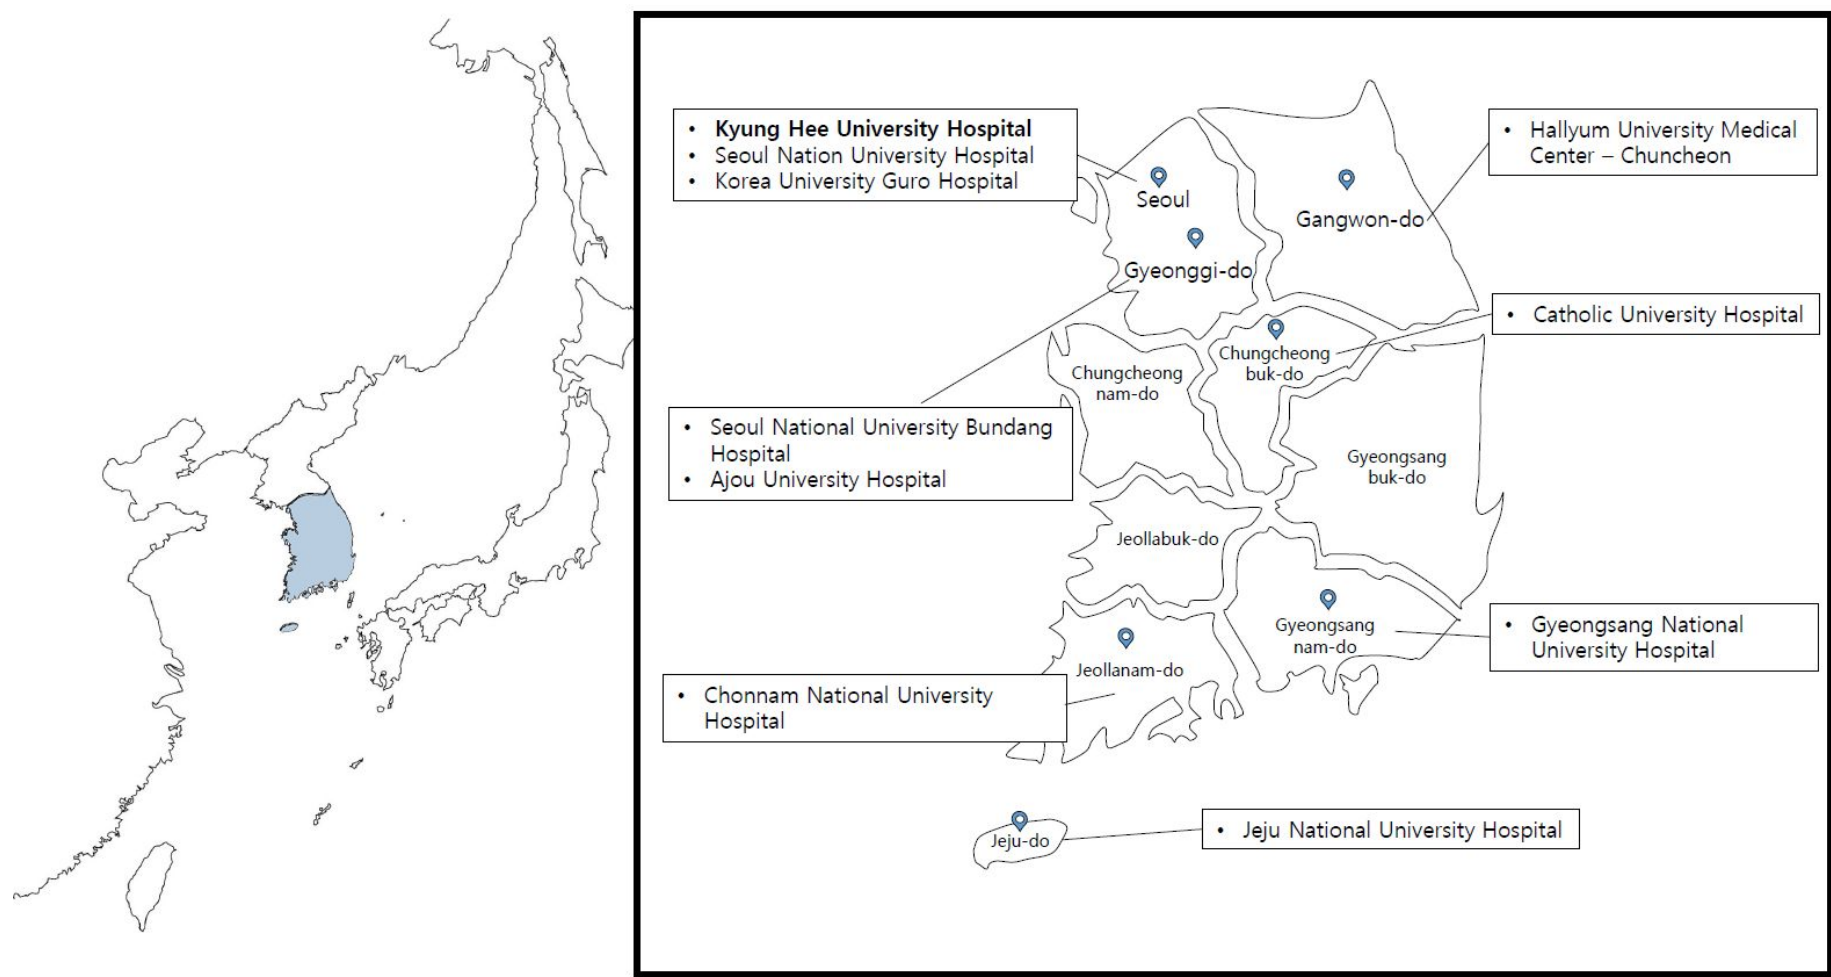 • Kyung Hee University Hospital
• Seoul Nation University Hospital
• Korea University Guro Hospital
• Hallyum University Medical
Center – Chuncheon
Seoul
Gangwon-do
Gyeonggi-do
• Catholic University Hospital
Chungcheong
buk-do
Chungcheong
nam-do
• Seoul National University Bundang
Hospital
• Ajou University Hospital
Gyeongsang
buk-do
Jeollabuk-do
Gyeongsang
nam-do
• Gyeongsang National
University Hospital
Jeollanam-do
• Chonnam National University
Hospital
Jeju-do
• Jeju National University Hospital